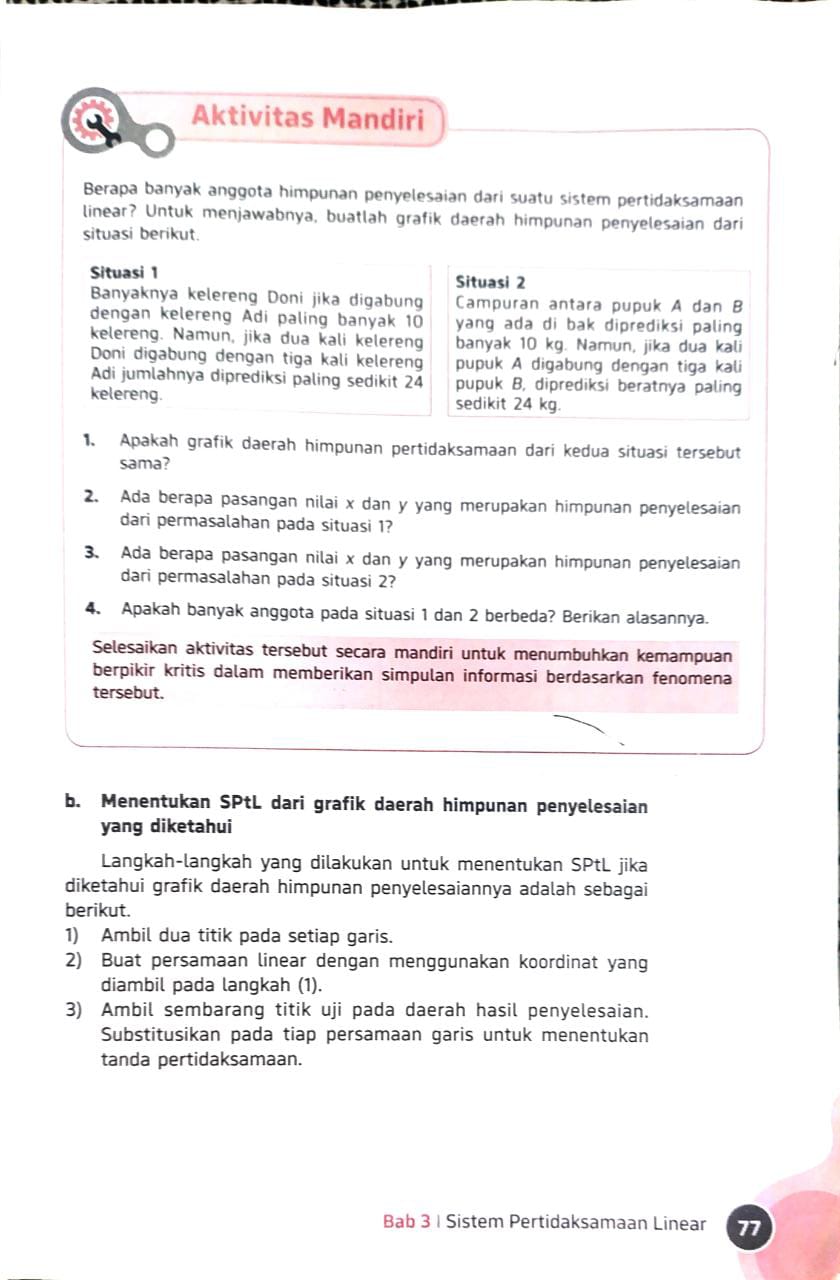 Aktivitas Mandiri
Berapa banyak anggota himpunan penyelesaian dari suatu sistem pertidaksamaan
linear? Untuk menjawabnya, buatlah grafik daerah himpunan penyelesaian dari
situasi berikut.
Situasi 1
Banyaknya kelereng Doni jika digabung
dengan kelereng Adi paling banyak 10
kelereng. Namun, jika dua kali kelereng
Doni digabung dengan tiga kali kelereng
Adi jumlahnya diprediksi paling sedikit 24
kelereng.
Situasi 2
Campuran antara pupuk A dan B
yang ada di bak diprediksi paling
banyak 10 kg. Namun, jika dua kali
pupuk A digabung dengan tiga kali
pupuk B, diprediksi beratnya paling
sedikit 24 kg.
1. Apakah grafik daerah himpunan pertidaksamaan dari kedua situasi tersebut
sama?
2. Ada berapa pasangan nilai x dan y yang merupakan himpunan penyelesaian
dari permasalahan pada situasi 1?
3. Ada berapa pasangan nilai x dan y yang merupakan himpunan penyelesaian
dari permasalahan pada situasi 2?
4. Apakah banyak anggota pada situasi 1 dan 2 berbeda? Berikan alasannya.
Selesaikan aktivitas tersebut secara mandiri untuk menumbuhkan kemampuan
berpikir kritis dalam memberikan simpulan informasi berdasarkan fenomena
tersebut.
b. Menentukan SPtL dari grafik daerah himpunan penyelesaian
yang diketahui
Langkah-langkah yang dilakukan untuk menentukan SPtL jika
diketahui grafik daerah himpunan penyelesaiannya adalah sebagai
berikut.
1) Ambil dua titik pada setiap garis.
2) Buat persamaan linear dengan menggunakan koordinat yang
diambil pada langkah (1).
3) Ambil sembarang titik uji pada daerah hasil penyelesaian.
Substitusikan pada tiap persamaan garis untuk menentukan
tanda pertidaksamaan.
Bab 3 | Sistem Pertidaksamaan Linear 77